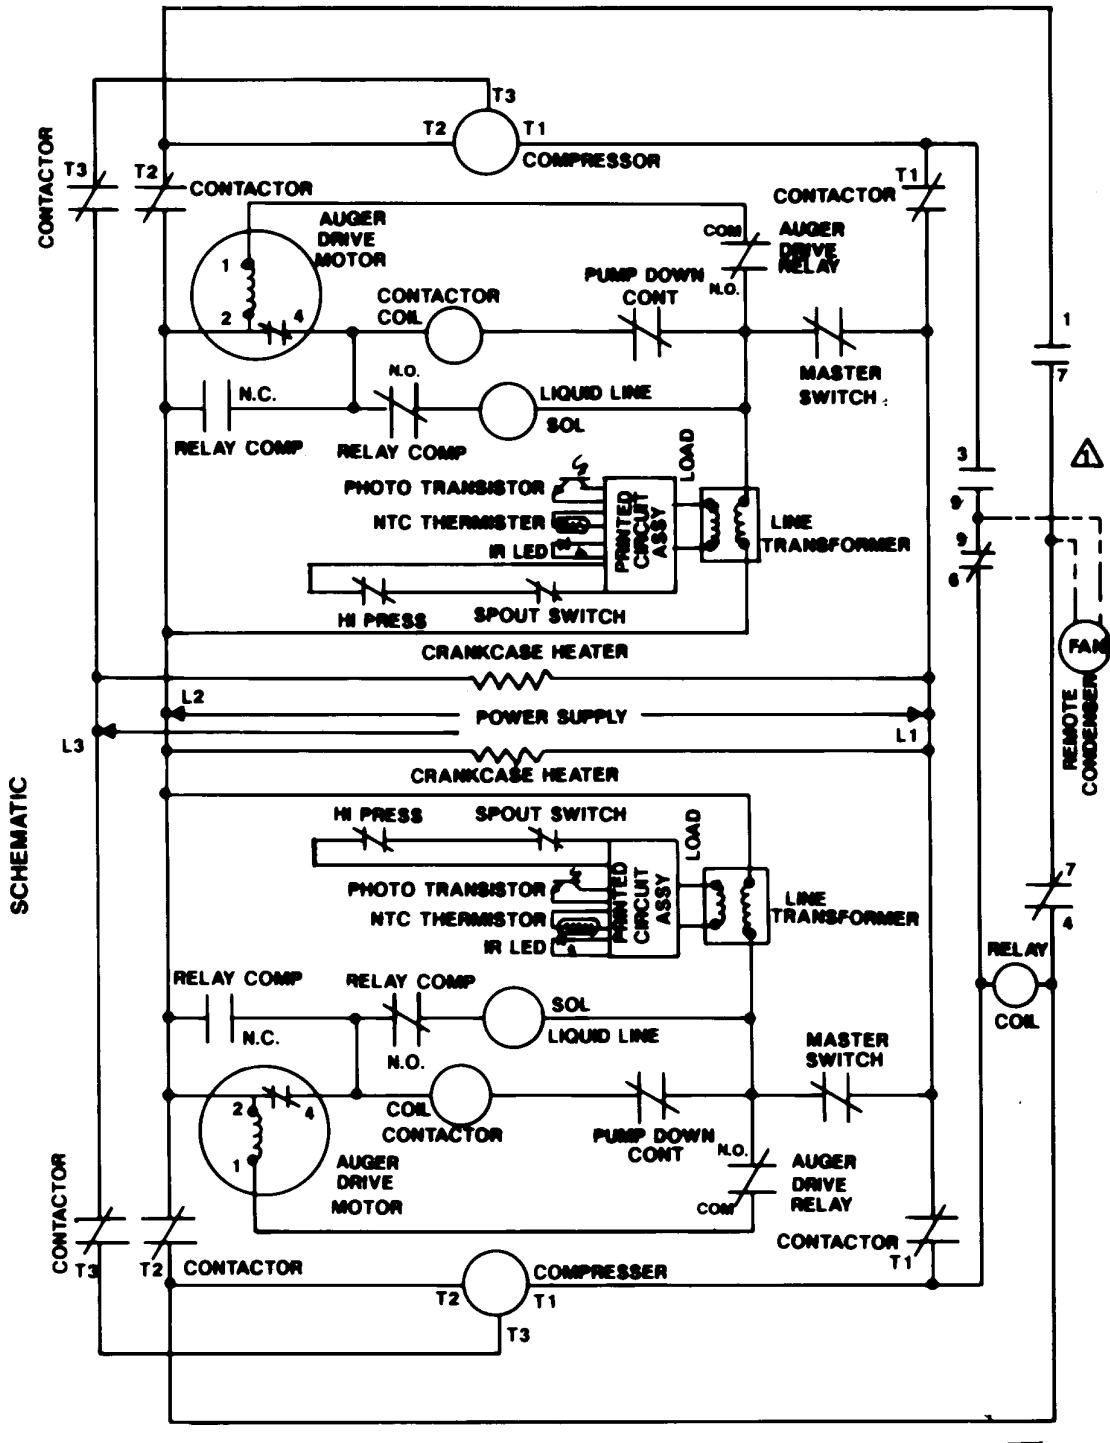 T3
T2
T1
COMPRESSOR
CONTACTOR
T3
T2
CONTACTOR
T1
CONTACTOR
AUGER
DRIVE
MOTOR
1
2
4
COM
AUGER
DRIVE
RELAY
N.O.
PUMP DOWN
CONT
CONTACTOR
COIL
MASTER
SWITCH
1
7
N.C.
RELAY COMP
N.O.
RELAY COMP
LIQUID LINE
SOL
LOAD
PHOTO TRANSISTOR
NTC THERMISTER
IR LED
PRINTED
CIRCUIT
ASSY
LINE
TRANSFORMER
HI PRESS
SPOUT SWITCH
3
9
9
6
1
FAN
REMOTE
CONDENSER
CRANKCASE HEATER
L2
POWER SUPPLY
L1
L3
CRANKCASE HEATER
SCHEMATIC
HI PRESS
SPOUT SWITCH
LOAD
PHOTO TRANSISTOR
NTC THERMISTOR
IR LED
PRINTED
CIRCUIT
ASSY
LINE
TRANSFORMER
7
4
RELAY
COIL
RELAY COMP
N.C.
RELAY COMP
N.O.
SOL
LIQUID LINE
MASTER
SWITCH
2
4
1
COIL
CONTACTOR
PUMP DOWN
CONT
N.O.
COM
AUGER
DRIVE
RELAY
AUGER
DRIVE
MOTOR
CONTACTOR
T3
T2
CONTACTOR
CONTACTOR
T1
COMPRESSER
T2
T1
T3